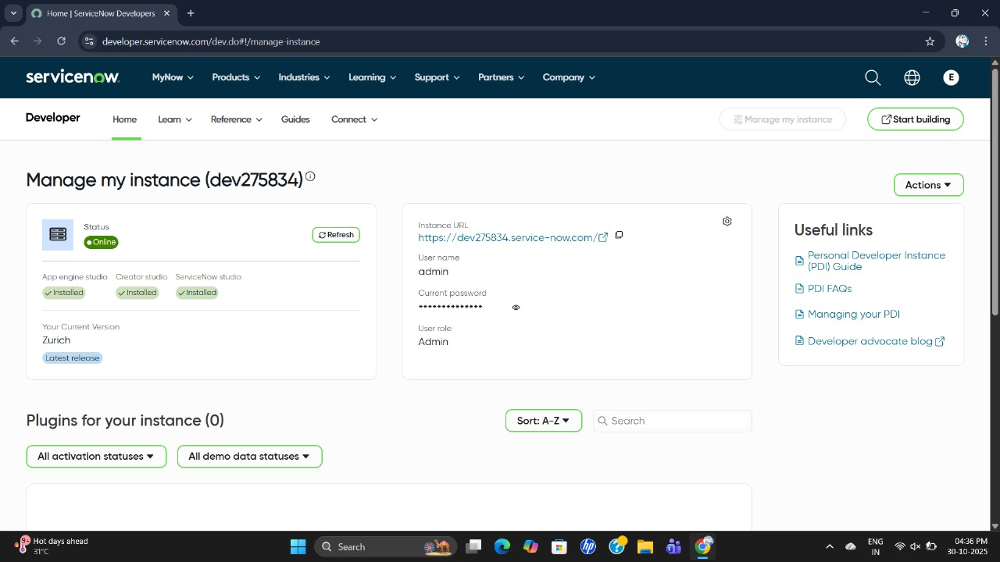 Home | ServiceNow Developers
developer.servicenow.com/dev.do#!/manage-instance
servicenow
MyNow Products Industries Learning Support Partners Company
E
Developer Home Learn Reference Guides Connect
Manage my instance Start building
Manage my instance (dev275834)
Actions
Status
Online
Refresh
App engine studio Creator studio ServiceNow studio
Installed Installed Installed
Your Current Version
Zurich
Latest release
Instance URL
https://dev275834.service-now.com/
User name
admin
Current password
**************
User role
Admin
Useful links
Personal Developer Instance
(PDI) Guide
PDI FAQs
Managing your PDI
Developer advocate blog
Plugins for your instance (0)
Sort: A-Z
Search
All activation statuses All demo data statuses
9+
Hot days ahead
31°C
Search
ENG
IN
04:36 PM
30-10-2025